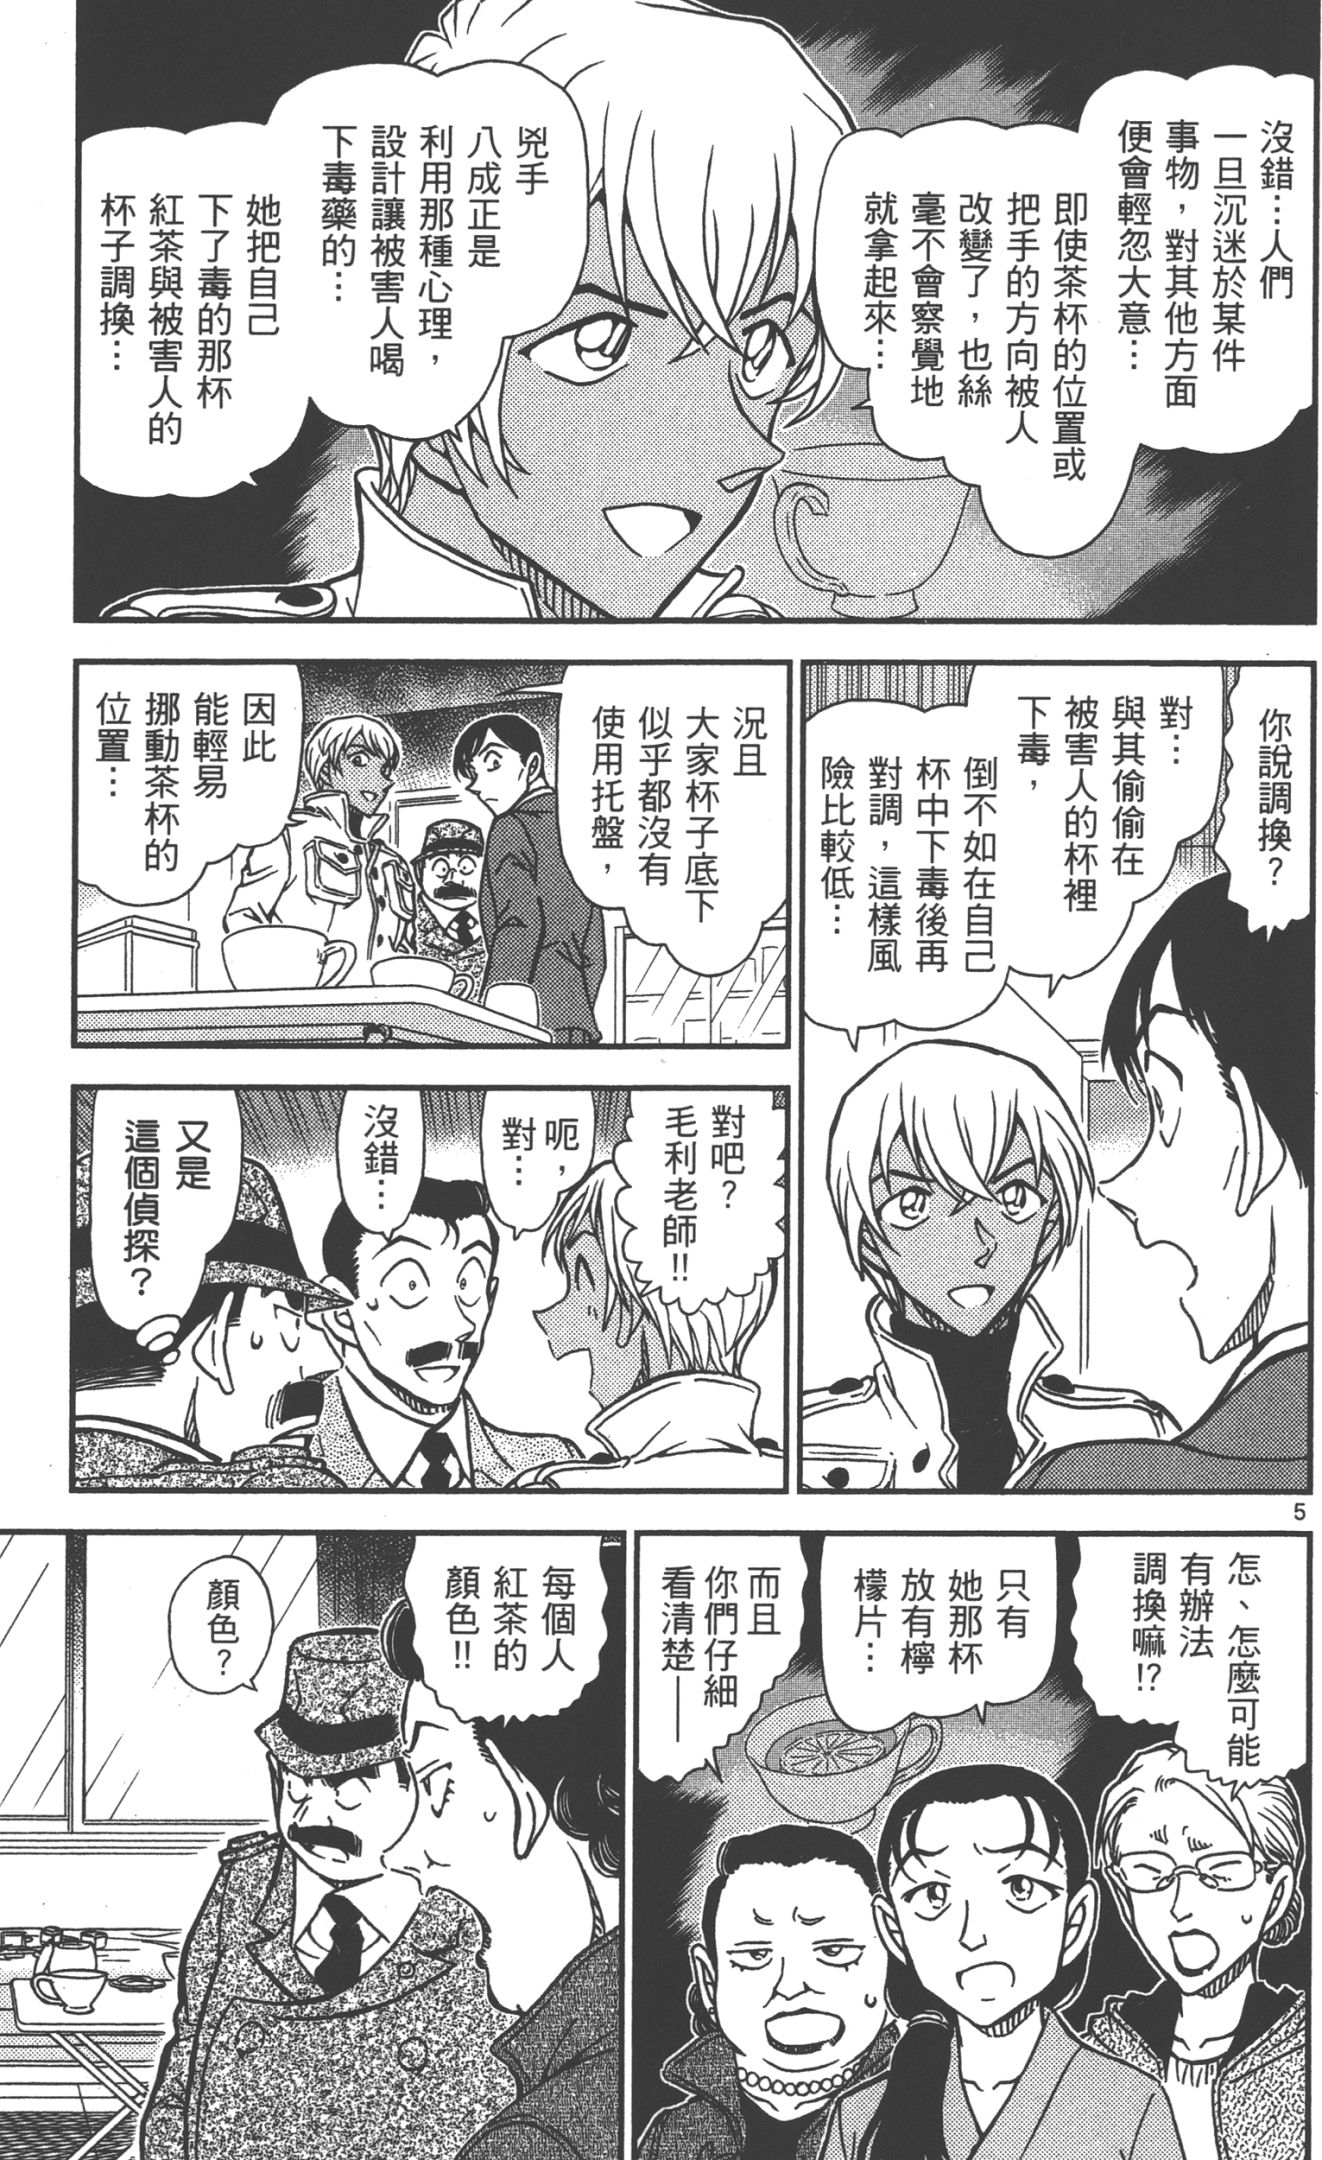 沒錯…人們
一旦沉迷於某件
事物，對其他方面
便會輕忽大意…
即使茶杯的位置或
把手的方向被人
改變了，也絲
毫不會察覺地
就拿起來…
兇手
八成正是
利用那種心理，
設計讓被害人喝
下毒藥的…
她把自己
下了毒的那杯
紅茶與被害人的
杯子調換…
你說調換？
對…
與其偷偷在
被害人的杯裡
下毒，
倒不如在自己
杯中下毒後再
對調，這樣風
險比較低…
況且
大家杯子底下
似乎都沒有
使用托盤，
因此
能輕易
挪動茶杯的
位置…
對吧？
毛利老師!!
呃，
對…
沒錯…
又是
這個偵探？
5
怎、怎麼可能
有辦法
調換嘛!?
只有
她那杯
放有檸
檬片…
而且
你們仔細
看清楚——
每個人
紅茶的
顏色!!
顏色？